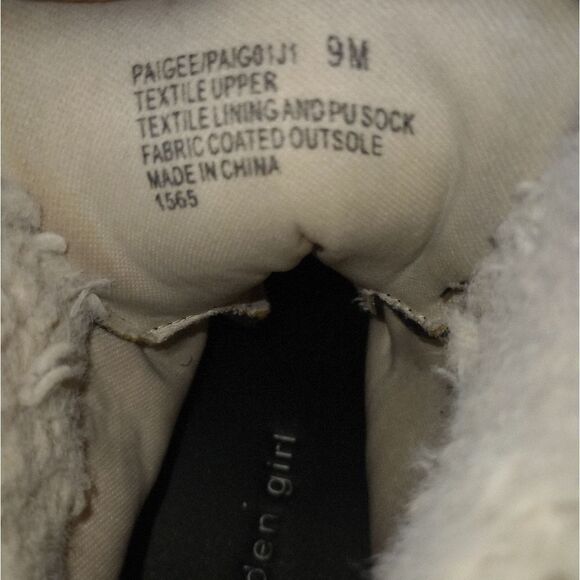 PAIGEE/PAIG01J1 9M
TEXTILE UPPER
TEXTILE LINING AND PU SOCK
FABRIC COATED OUTSOLE
MADE IN CHINA
1565
den girl